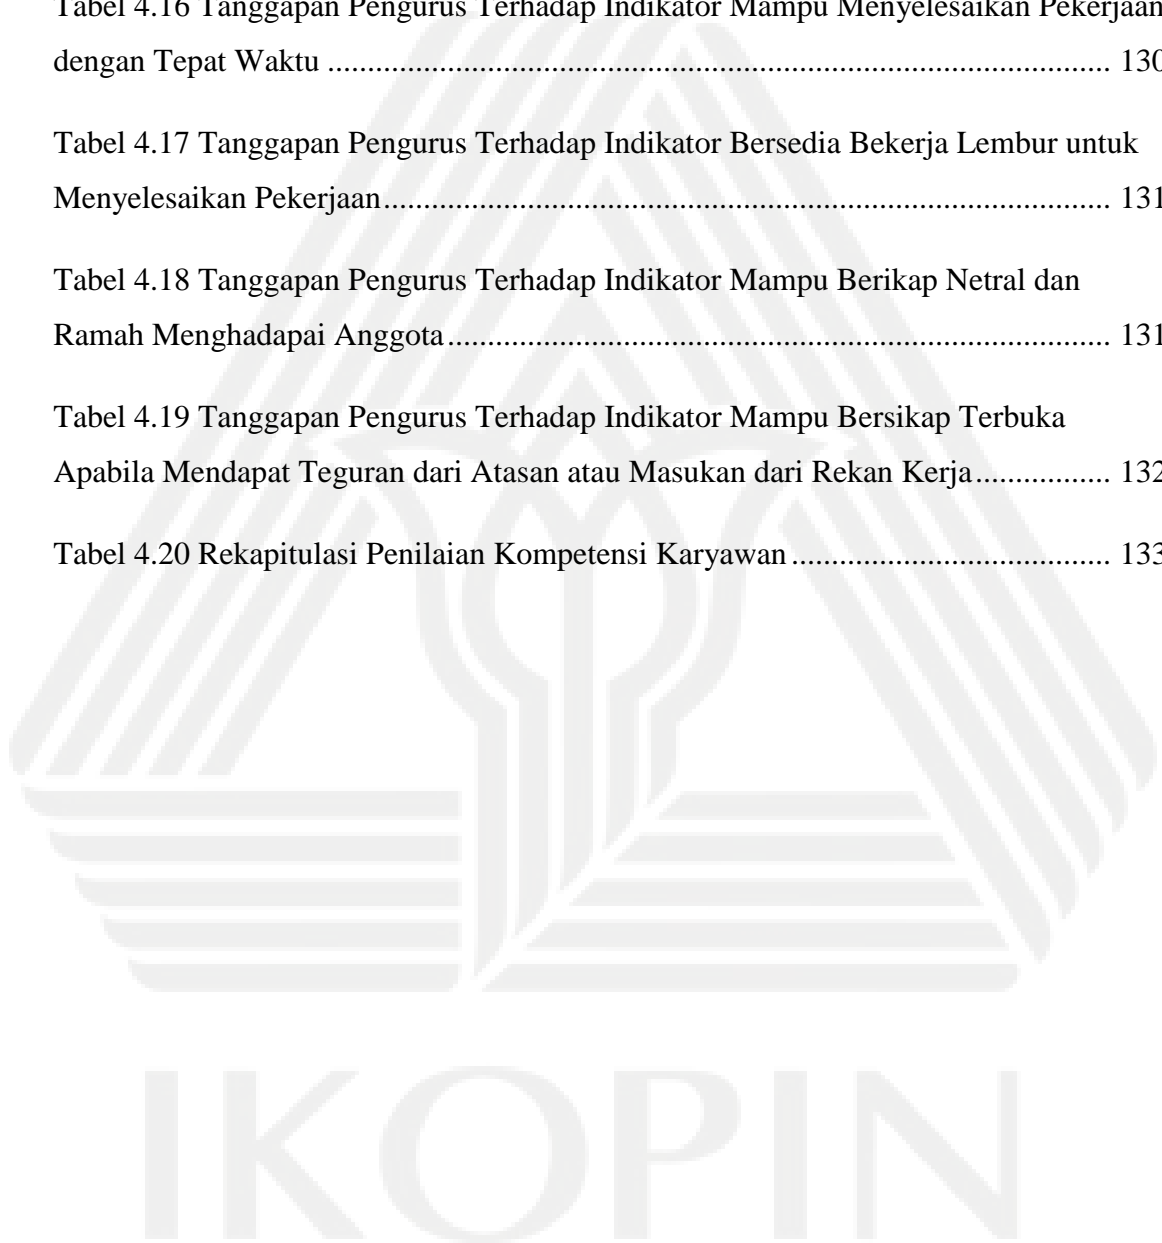 Tabel 4.16 Tanggapan Pengurus Terhadap Indikator Mampu Menyelesaikan Pekerjaan
dengan Tepat Waktu .................................................................................................. 130
Tabel 4.17 Tanggapan Pengurus Terhadap Indikator Bersedia Bekerja Lembur untuk
Menyelesaikan Pekerjaan........................................................................................... 131
Tabel 4.18 Tanggapan Pengurus Terhadap Indikator Mampu Berikap Netral dan
Ramah Menghadapai Anggota................................................................................... 131
Tabel 4.19 Tanggapan Pengurus Terhadap Indikator Mampu Bersikap Terbuka
Apabila Mendapat Teguran dari Atasan atau Masukan dari Rekan Kerja................. 132
Tabel 4.20 Rekapitulasi Penilaian Kompetensi Karyawan ........................................ 133
IKOPIN